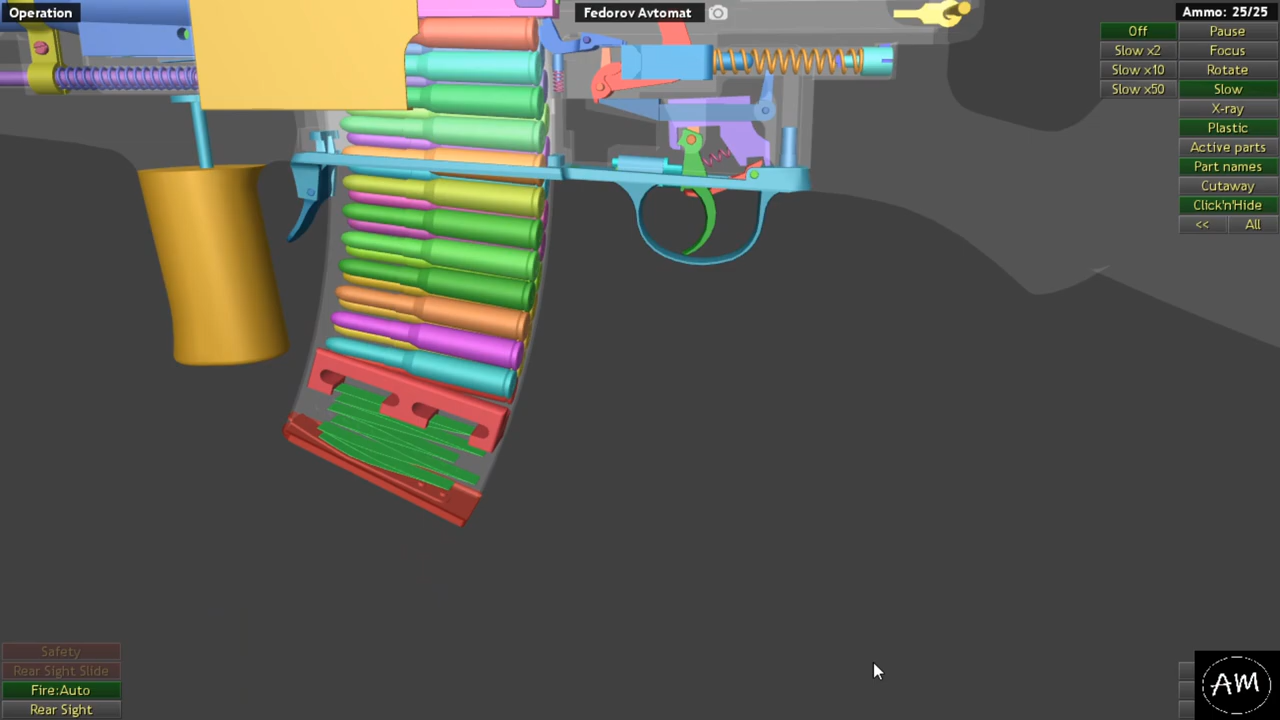 Operation
Fedorov Avtomat
Ammo: 25/25
Off
Pause
Slow x2
Focus
Slow x10
Rotate
Slow x50
Slow
X-ray
Plastic
Active parts
Part names
Cutaway
Click'n'Hide
<< All
Safety
Rear Sight Slide
Fire:Auto
Rear Sight
AM